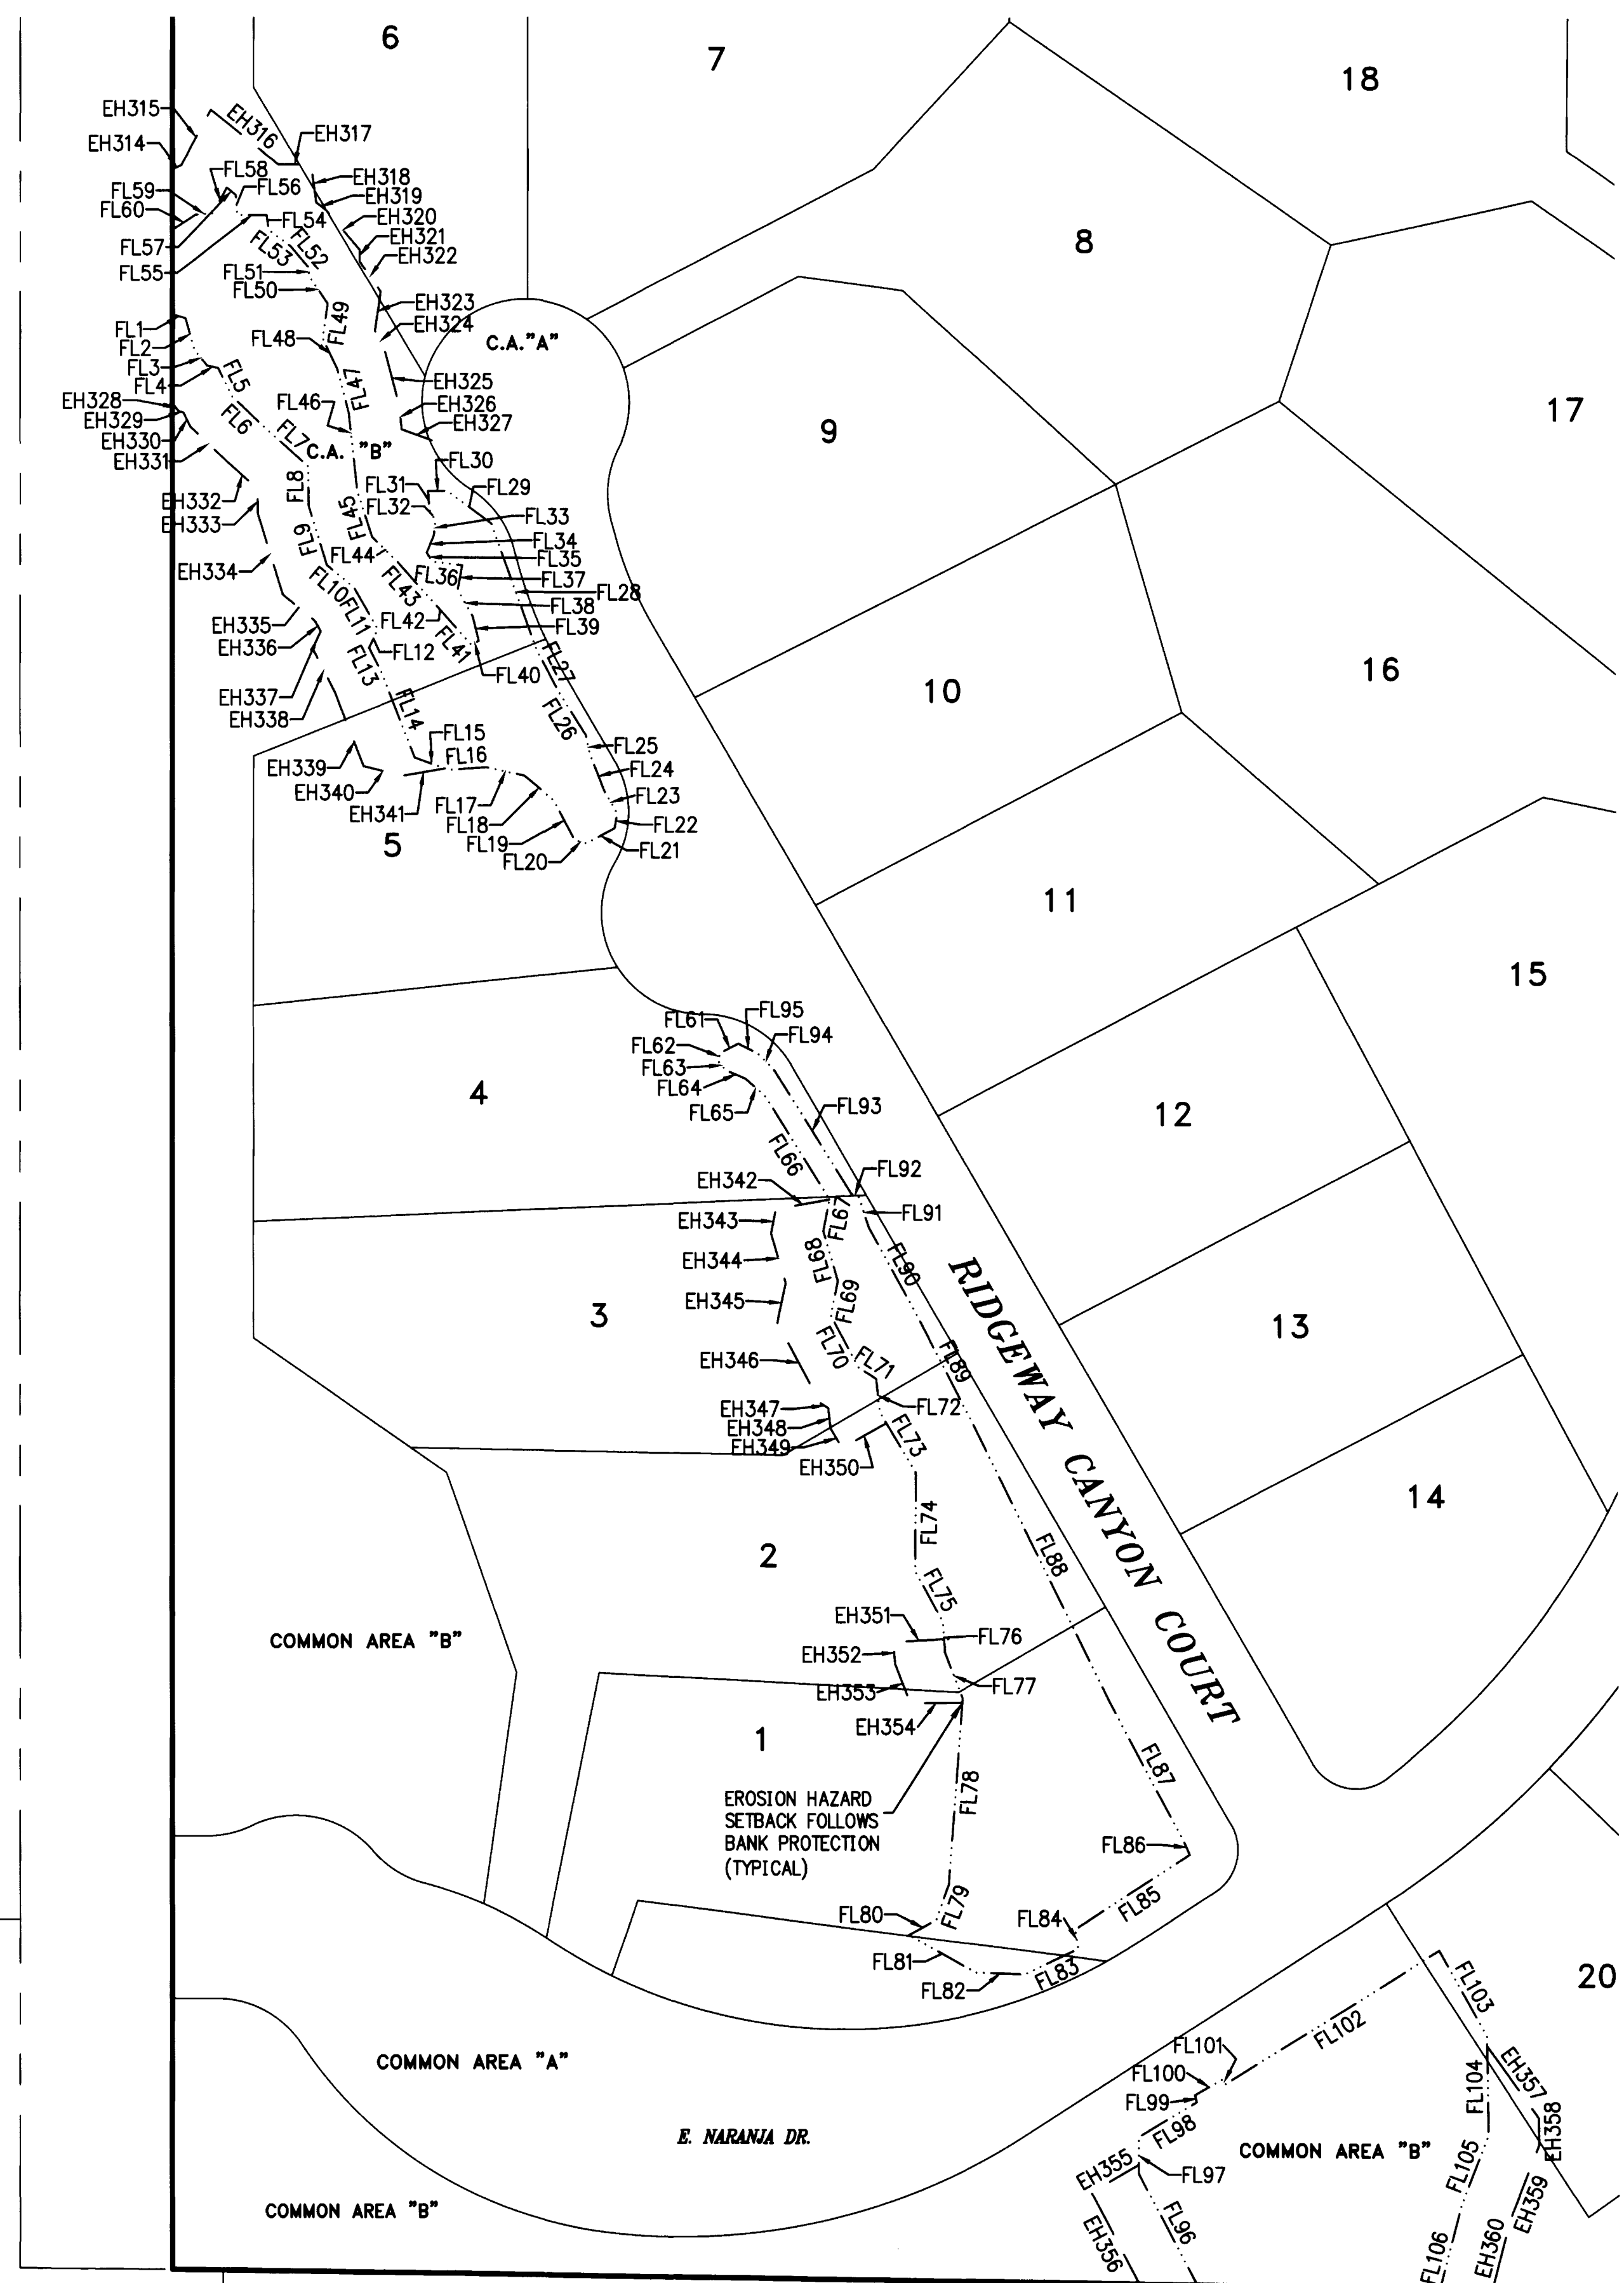 6
7
18
EH315
EH316
EH317
EH314
FL58
EH318
FL59
FL56
EH319
FL60
FL54
EH320
FL57
FL52
EH321
FL53
8
FL55
FL51
EH322
FL50
EH323
FL49
FL1
EH324
FL2
FL48
C.A."A"
FL3
FL4
FL5
FL47
EH325
EH328
FL46
EH326
17
EH329
FL6
EH327
9
EH330
FL7
C.A. "B"
EH331
FL30
FL8
FL31
FL29
EH332
FL32
EH333
FL45
FL33
FL9
FL34
FL44
FL35
EH334
FL10
FL36
FL37
FL43
FL28
FL11
FL42
FL38
EH335
FL41
FL39
EH336
FL12
FL13
FL40
FL27
16
EH337
10
EH338
FL14
FL26
FL15
FL25
FL16
EH339
FL24
EH340
FL17
FL23
EH341
FL18
FL22
5
FL19
FL21
FL20
11
15
FL61
FL95
FL62
FL94
FL63
FL64
4
FL65
FL93
12
FL66
FL92
EH342
FL67
EH343
FL91
FL68
EH344
FL90
EH345
FL69
3
13
FL70
EH346
FL71
FL89
EH347
FL72
EH348
EH349
FL73
EH350
RIDGEWAY CANYON COURT
14
FL74
2
FL88
FL75
EH351
FL76
COMMON AREA "B"
EH352
FL77
EH353
EH354
1
FL87
FL78
EROSION HAZARD
SETBACK FOLLOWS
BANK PROTECTION
(TYPICAL)
FL86
FL79
FL85
FL80
FL84
FL81
FL83
FL82
FL103
20
FL102
FL101
COMMON AREA "A"
FL100
FL104
EH357
FL99
FL98
EH358
E. NARANJA DR.
COMMON AREA "B"
FL105
EH355
FL97
EH359
COMMON AREA "B"
FL96
EH356
FL106
EH360